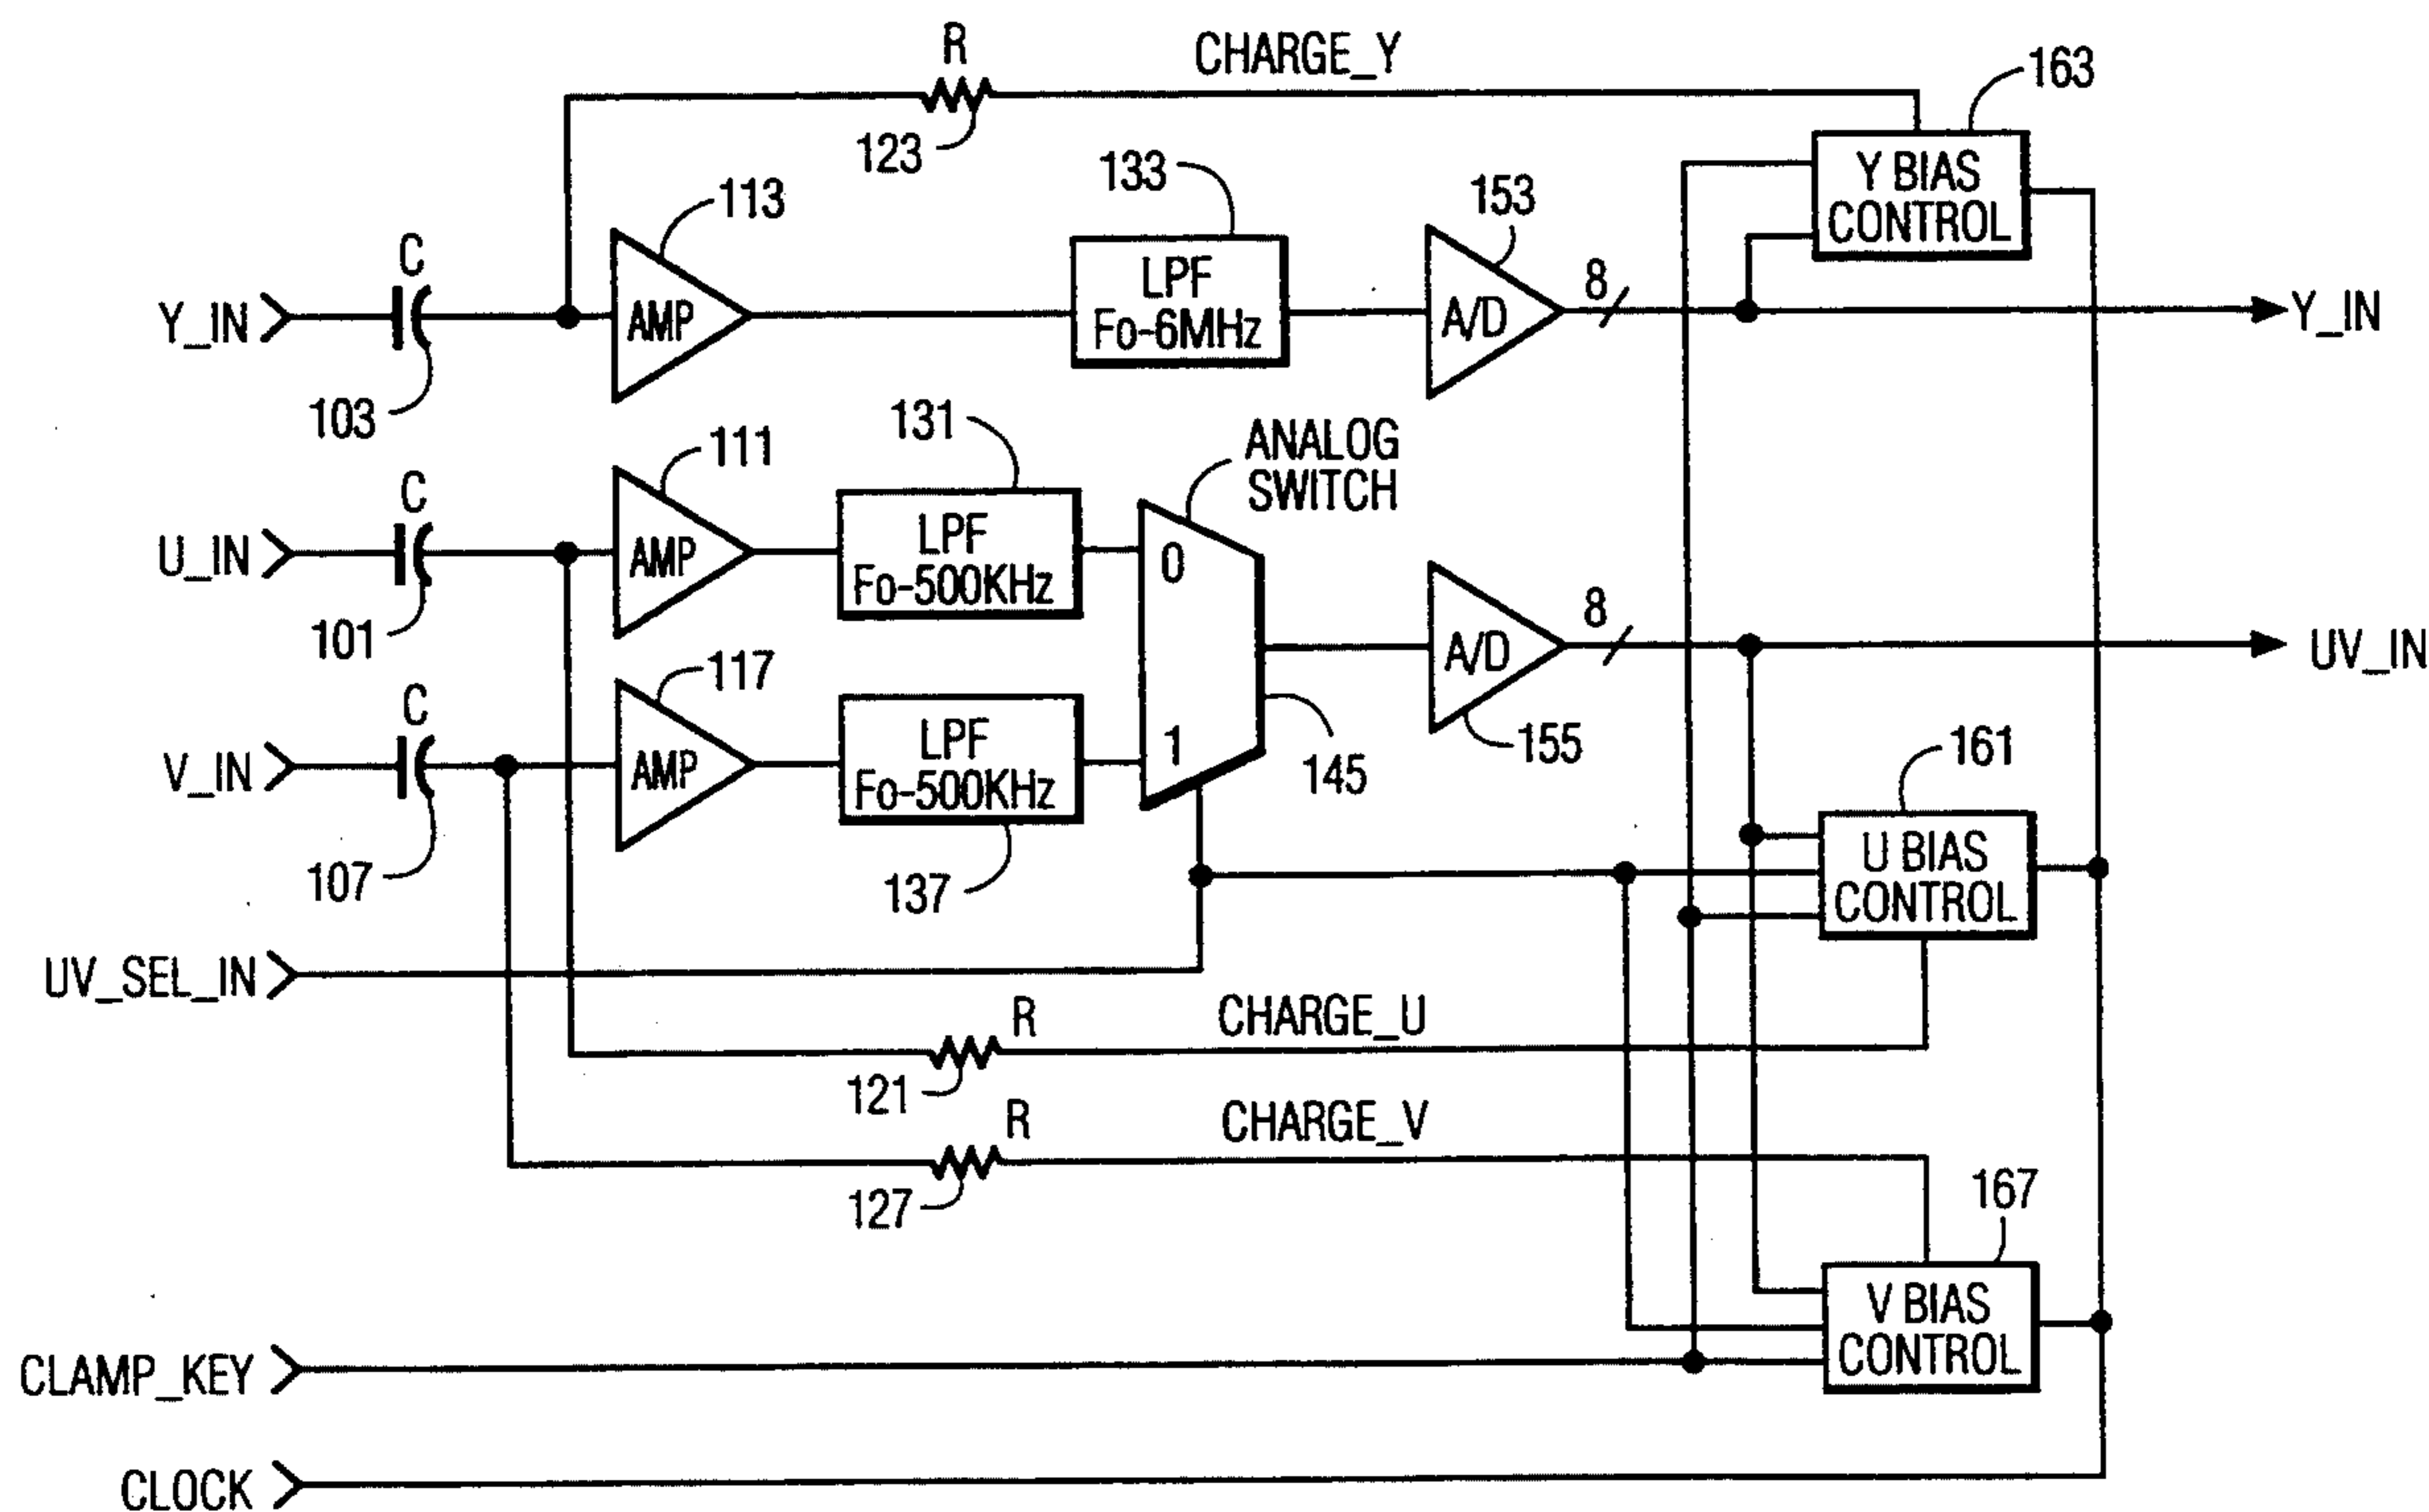 R
CHARGE_Y
163
123
133
Y BIAS
CONTROL
113
153
C
LPF
Fo-6MHz
8
Y_IN
AMP
A/D
Y_IN
103
131
ANALOG
SWITCH
111
C
LPF
Fo-500KHz
0
U_IN
AMP
8
101
A/D
UV_IN
117
C
LPF
Fo-500KHz
1
145
155
161
V_IN
AMP
107
137
U BIAS
CONTROL
UV_SEL_IN
R
CHARGE_U
121
R
CHARGE_V
127
167
V BIAS
CONTROL
CLAMP_KEY
CLOCK